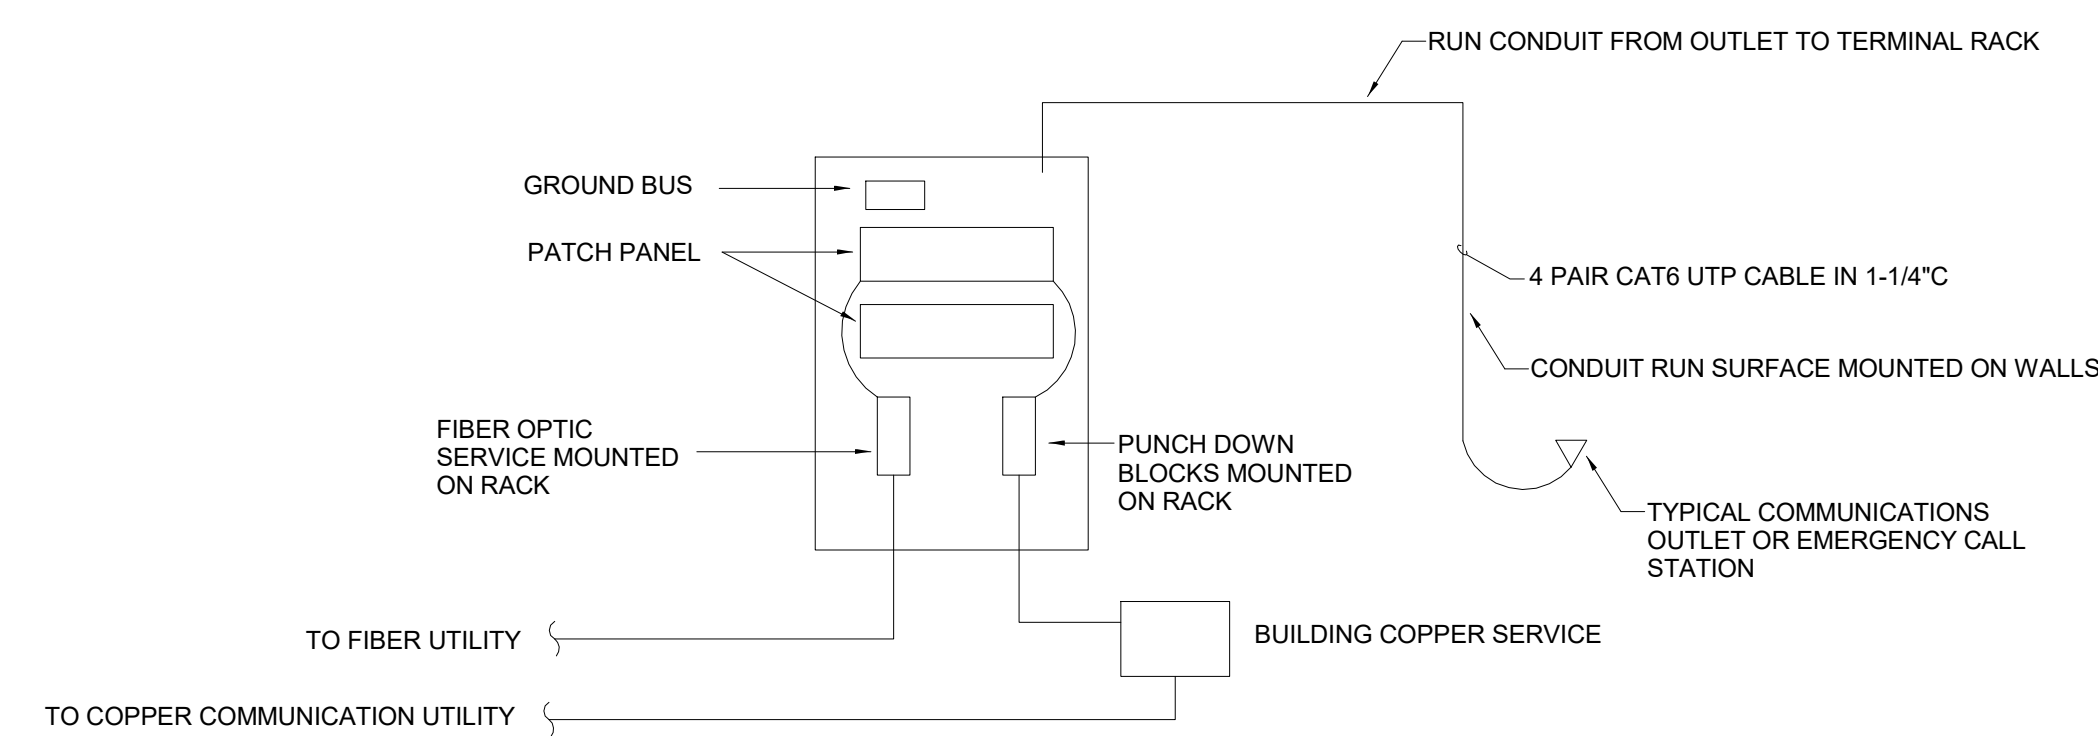 RUN CONDUIT FROM OUTLET TO TERMINAL RACK
GROUND BUS
PATCH PANEL
4 PAIR CAT6 UTP CABLE IN 1-1/4"C
CONDUIT RUN SURFACE MOUNTED ON WALLS
FIBER OPTIC
SERVICE MOUNTED
ON RACK
PUNCH DOWN
BLOCKS MOUNTED
ON RACK
TYPICAL COMMUNICATIONS
OUTLET OR EMERGENCY CALL
STATION
TO FIBER UTILITY
BUILDING COPPER SERVICE
TO COPPER COMMUNICATION UTILITY